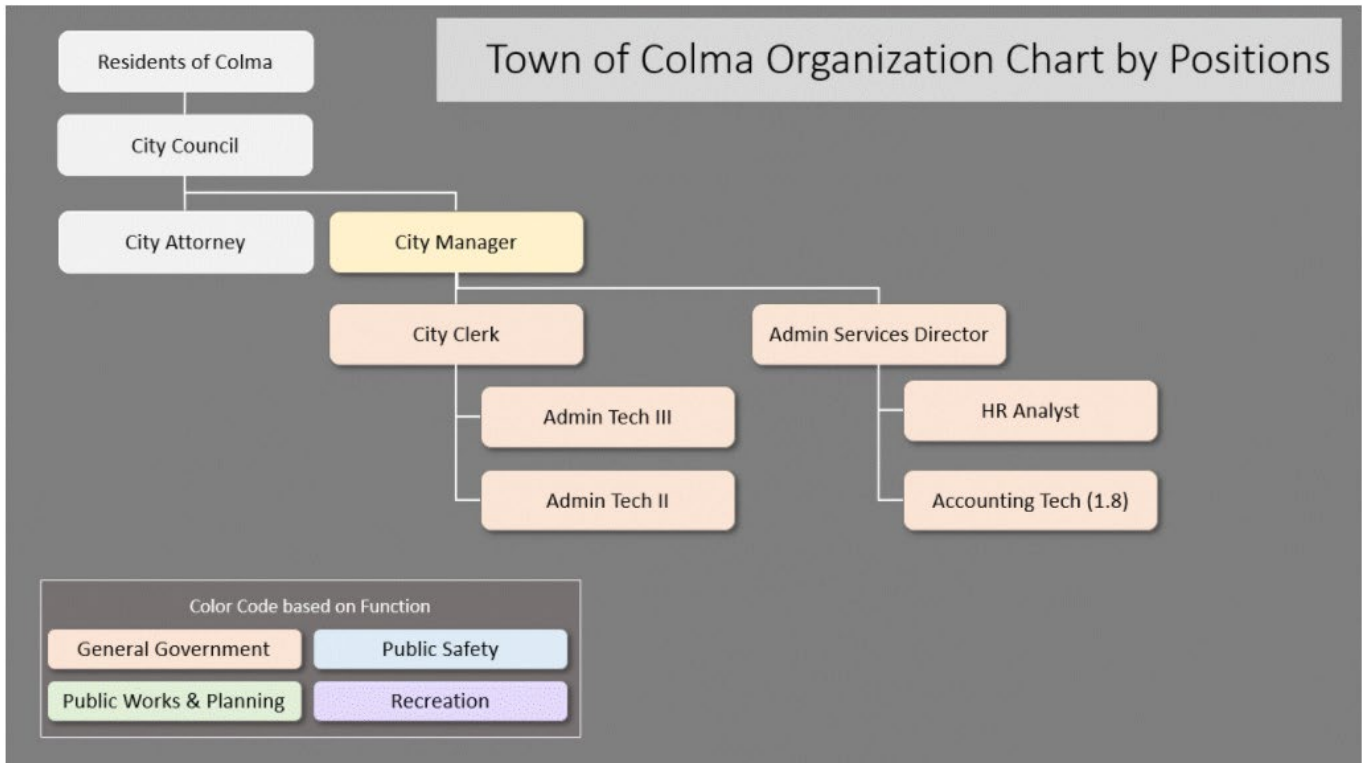 Town of Colma Organization Chart by Positions
Residents of Colma
City Council
City Attorney
City Manager
City Clerk
Admin Services Director
Admin Tech III
HR Analyst
Admin Tech II
Accounting Tech (1.8)
Color Code based on Function
General Government
Public Safety
Public Works & Planning
Recreation